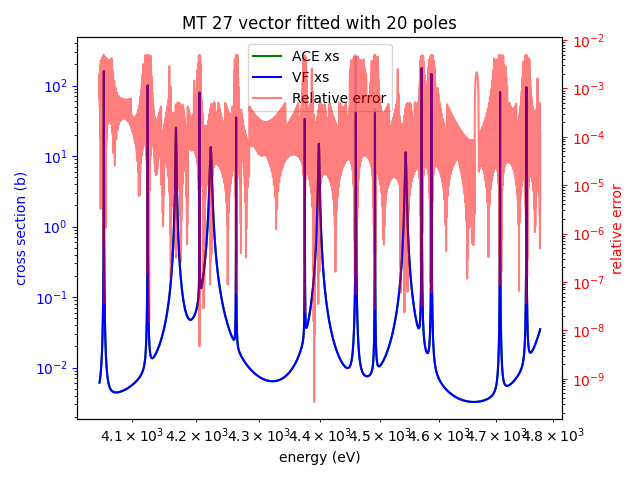 MT 27 vector fitted with 20 poles
ACE xs
VF xs
Relative error
cross section (b)
10²
10¹
10⁰
10⁻¹
10⁻²
relative error
10⁻²
10⁻³
10⁻⁴
10⁻⁵
10⁻⁶
10⁻⁷
10⁻⁸
10⁻⁹
4.1 × 10³ 4.2 × 10³ 4.3 × 10³ 4.4 × 10³ 4.5 × 10³ 4.6 × 10³ 4.7 × 10³ 4.8 × 10³
energy (eV)